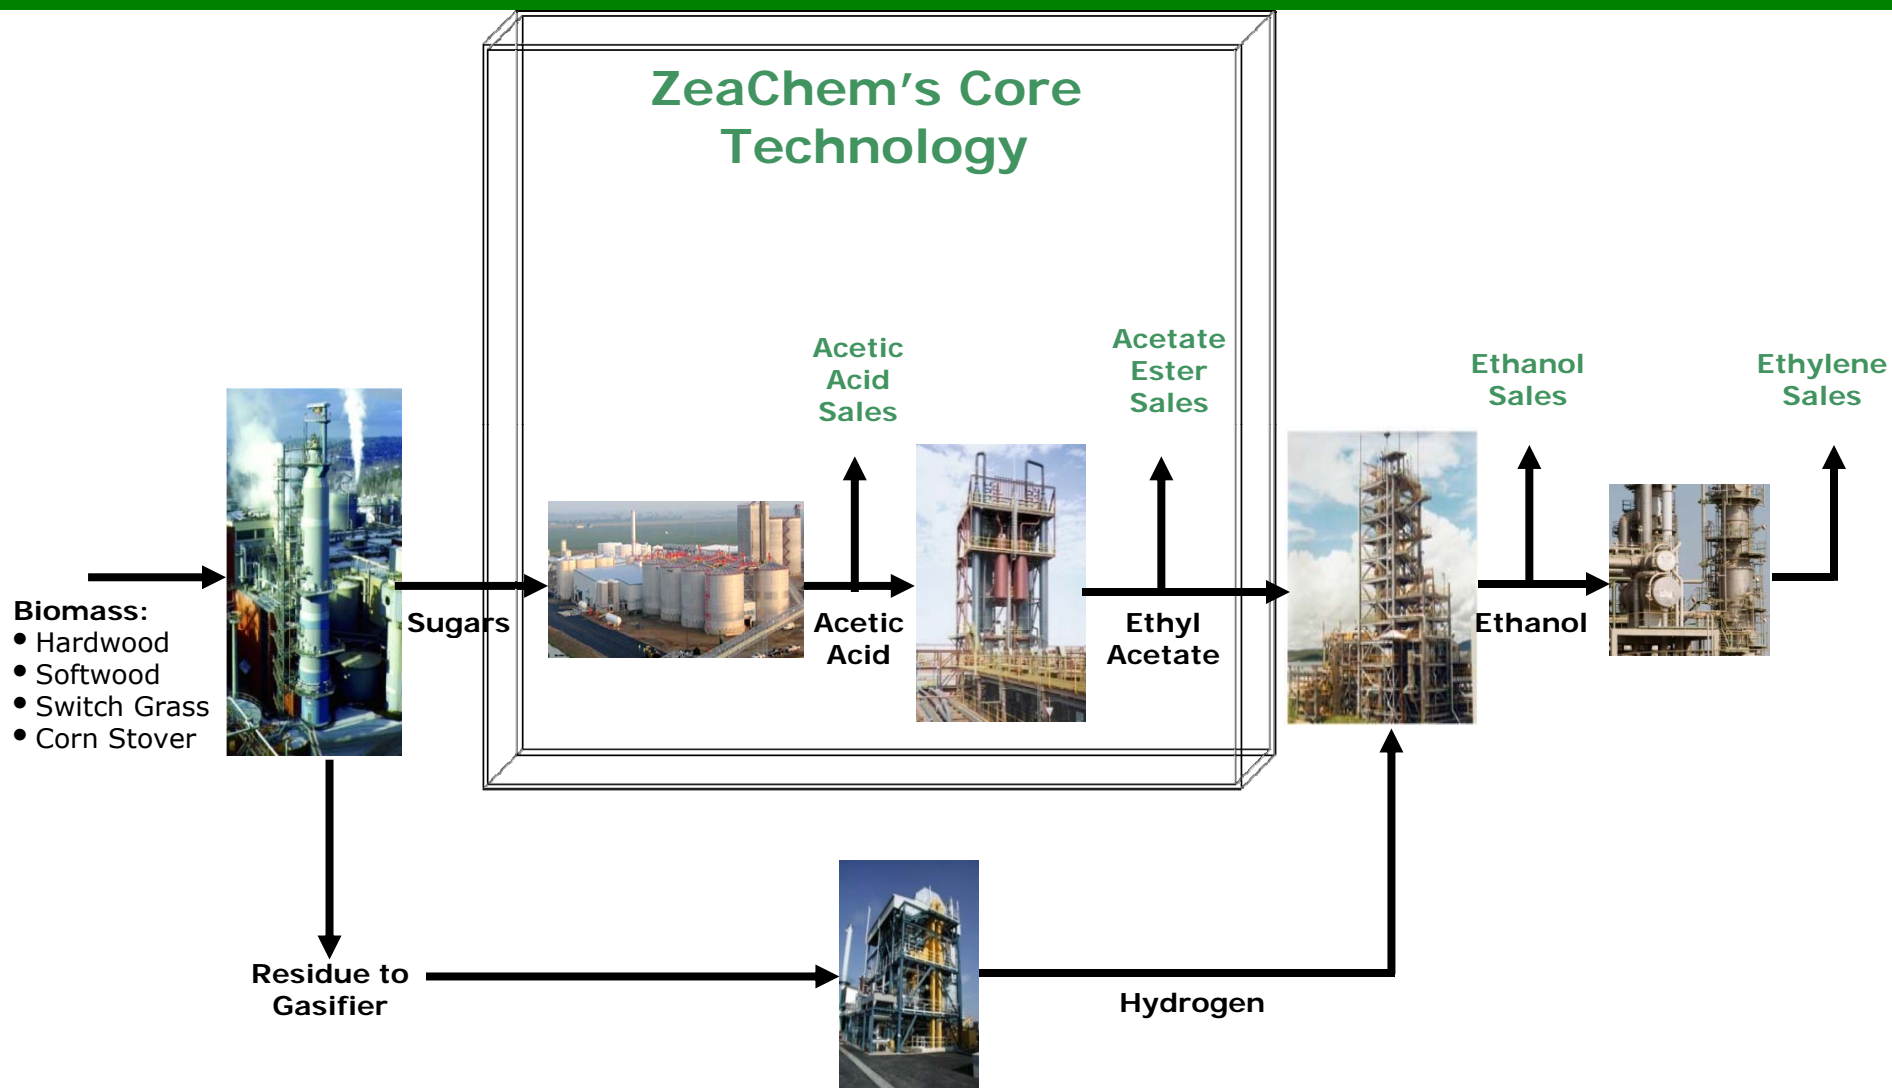 ZeaChem's Core
Technology
Acetic
Acid
Sales
Acetate
Ester
Sales
Ethanol
Sales
Ethylene
Sales
Biomass:
• Hardwood
• Softwood
• Switch Grass
• Corn Stover
Sugars
Acetic
Acid
Ethyl
Acetate
Ethanol
Residue to
Gasifier
Hydrogen